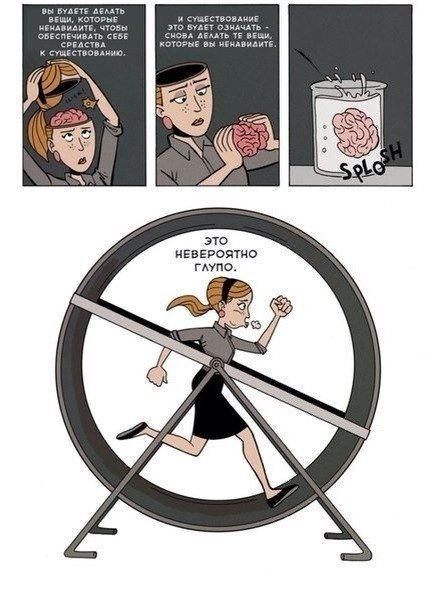 ВЫ БУДЕТЕ ДЕЛАТЬ
ВЕЩИ, КОТОРЫЕ
НЕНАВИДИТЕ, ЧТОБЫ
ОБЕСПЕЧИВАТЬ СЕБЕ
СРЕДСТВА
К СУЩЕСТВОВАНИЮ.
И СУЩЕСТВОВАНИЕ
ЭТО БУДЕТ ОЗНАЧАТЬ -
СНОВА ДЕЛАТЬ ТЕ ВЕЩИ,
КОТОРЫЕ ВЫ НЕНАВИДИТЕ.
SPLOSH
ЭТО
НЕВЕРОЯТНО
ГЛУПО.